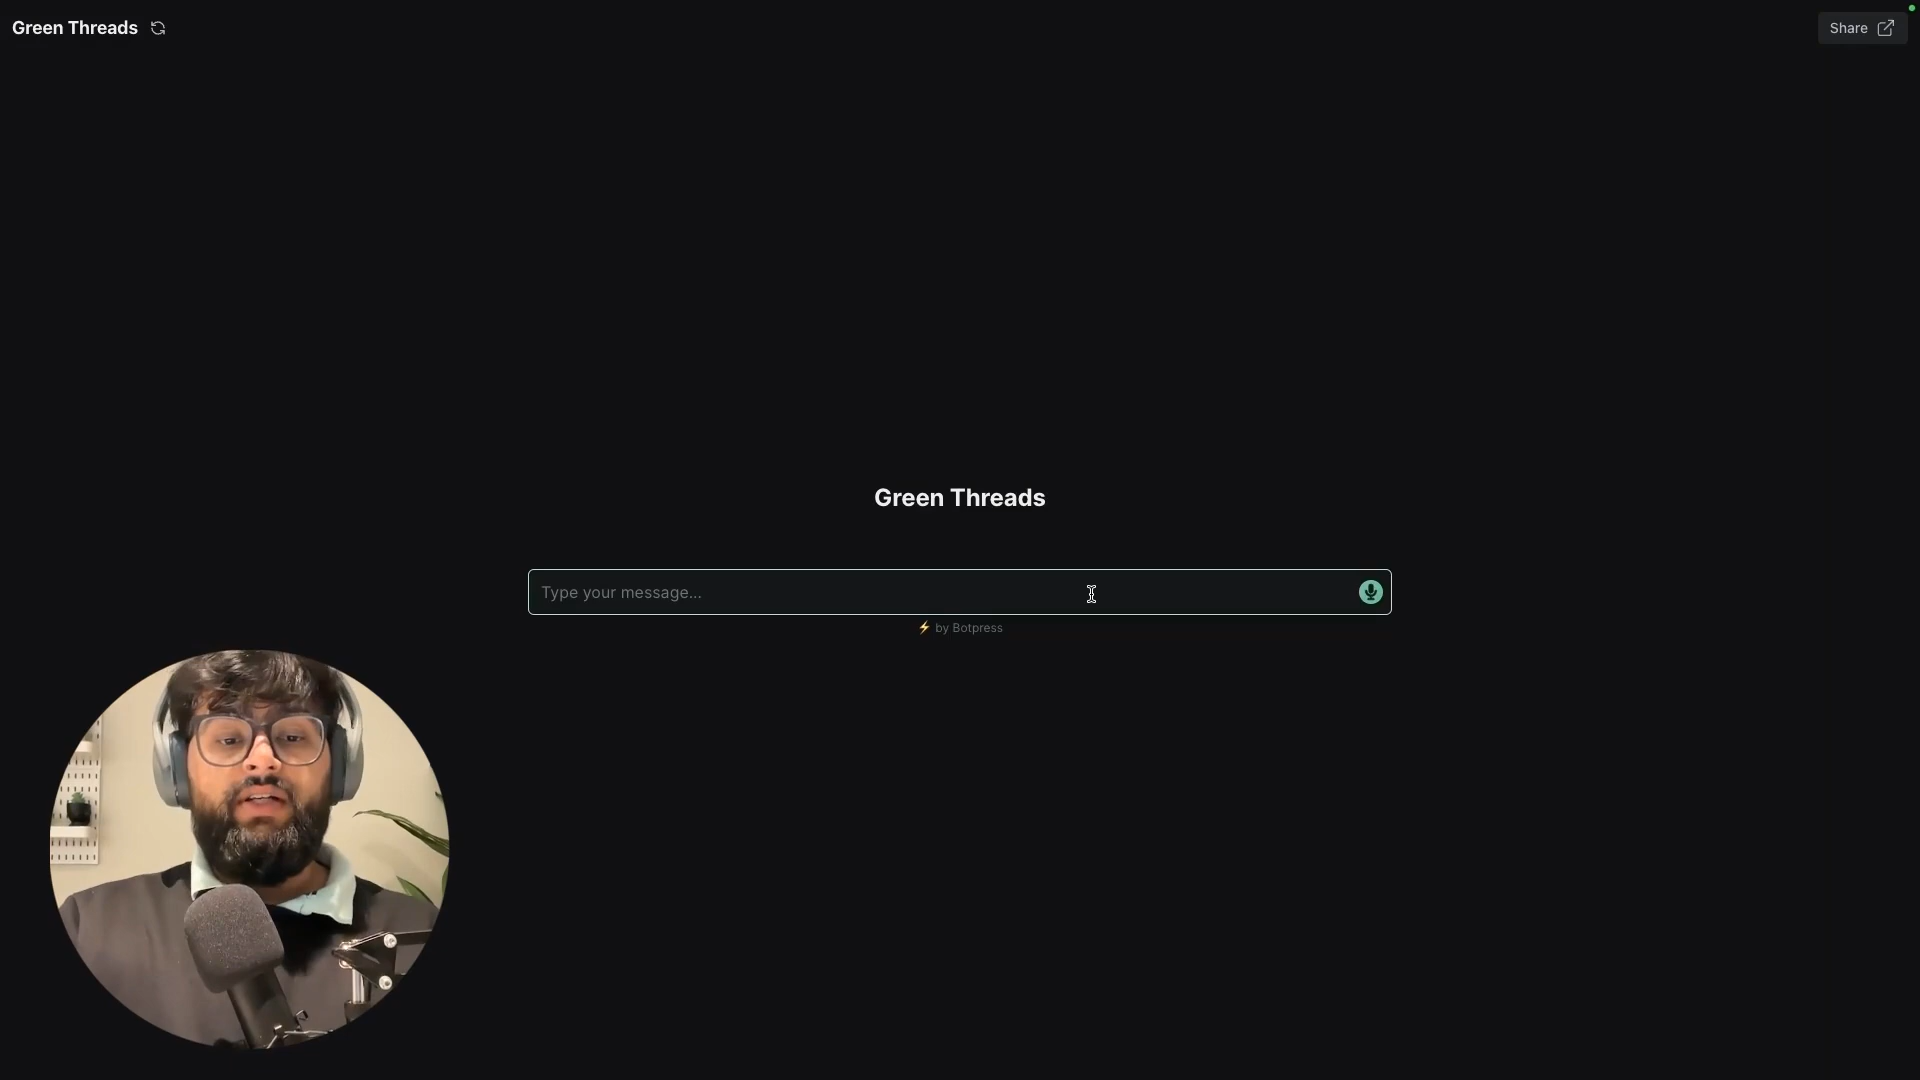 Green Threads
Share
Green Threads
Type your message...
⚡ by Botpress